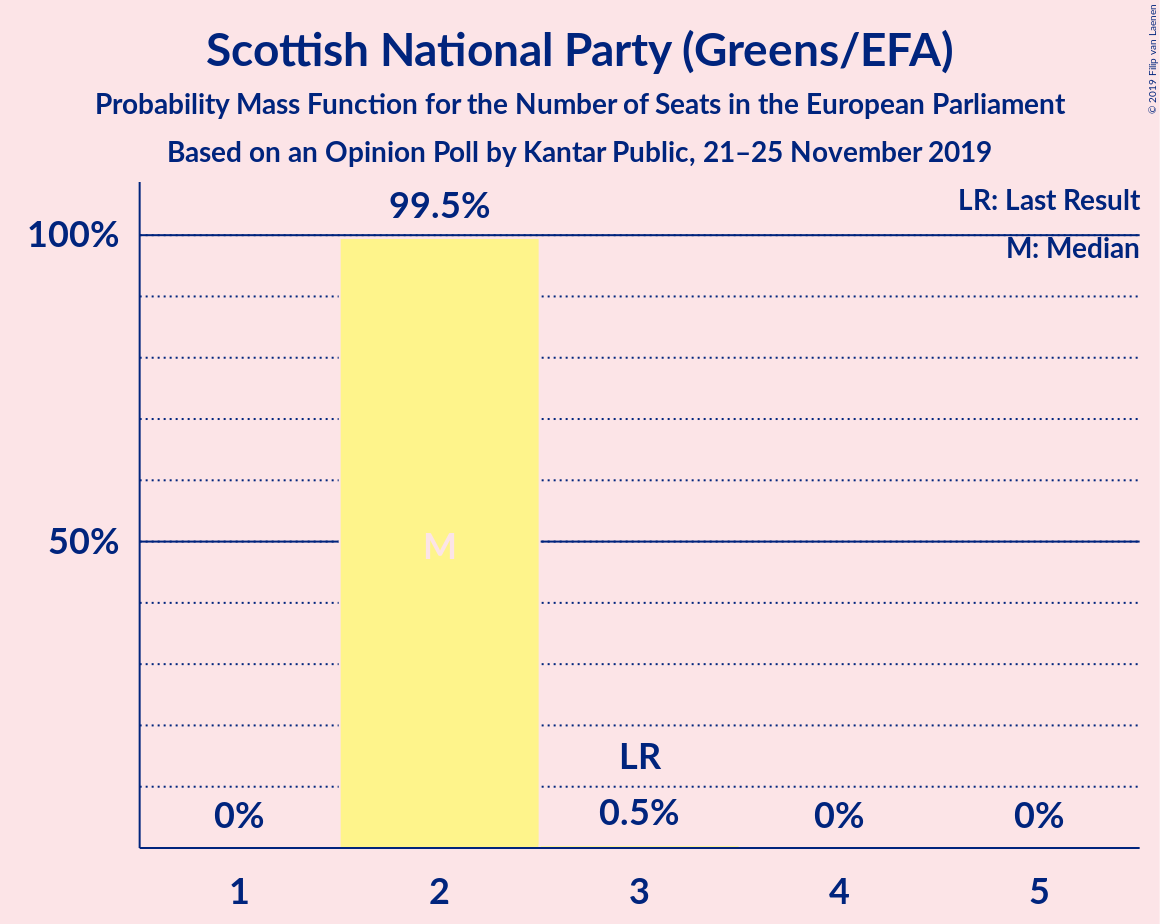 Scottish National Party (Greens/EFA)
Probability Mass Function for the Number of Seats in the European Parliament
Based on an Opinion Poll by Kantar Public, 21–25 November 2019
© 2019 Filip van Laenen
LR: Last Result
M: Median
100%
50%
0%
99.5%
M
LR
0.5%
0%
0%
1
2
3
4
5